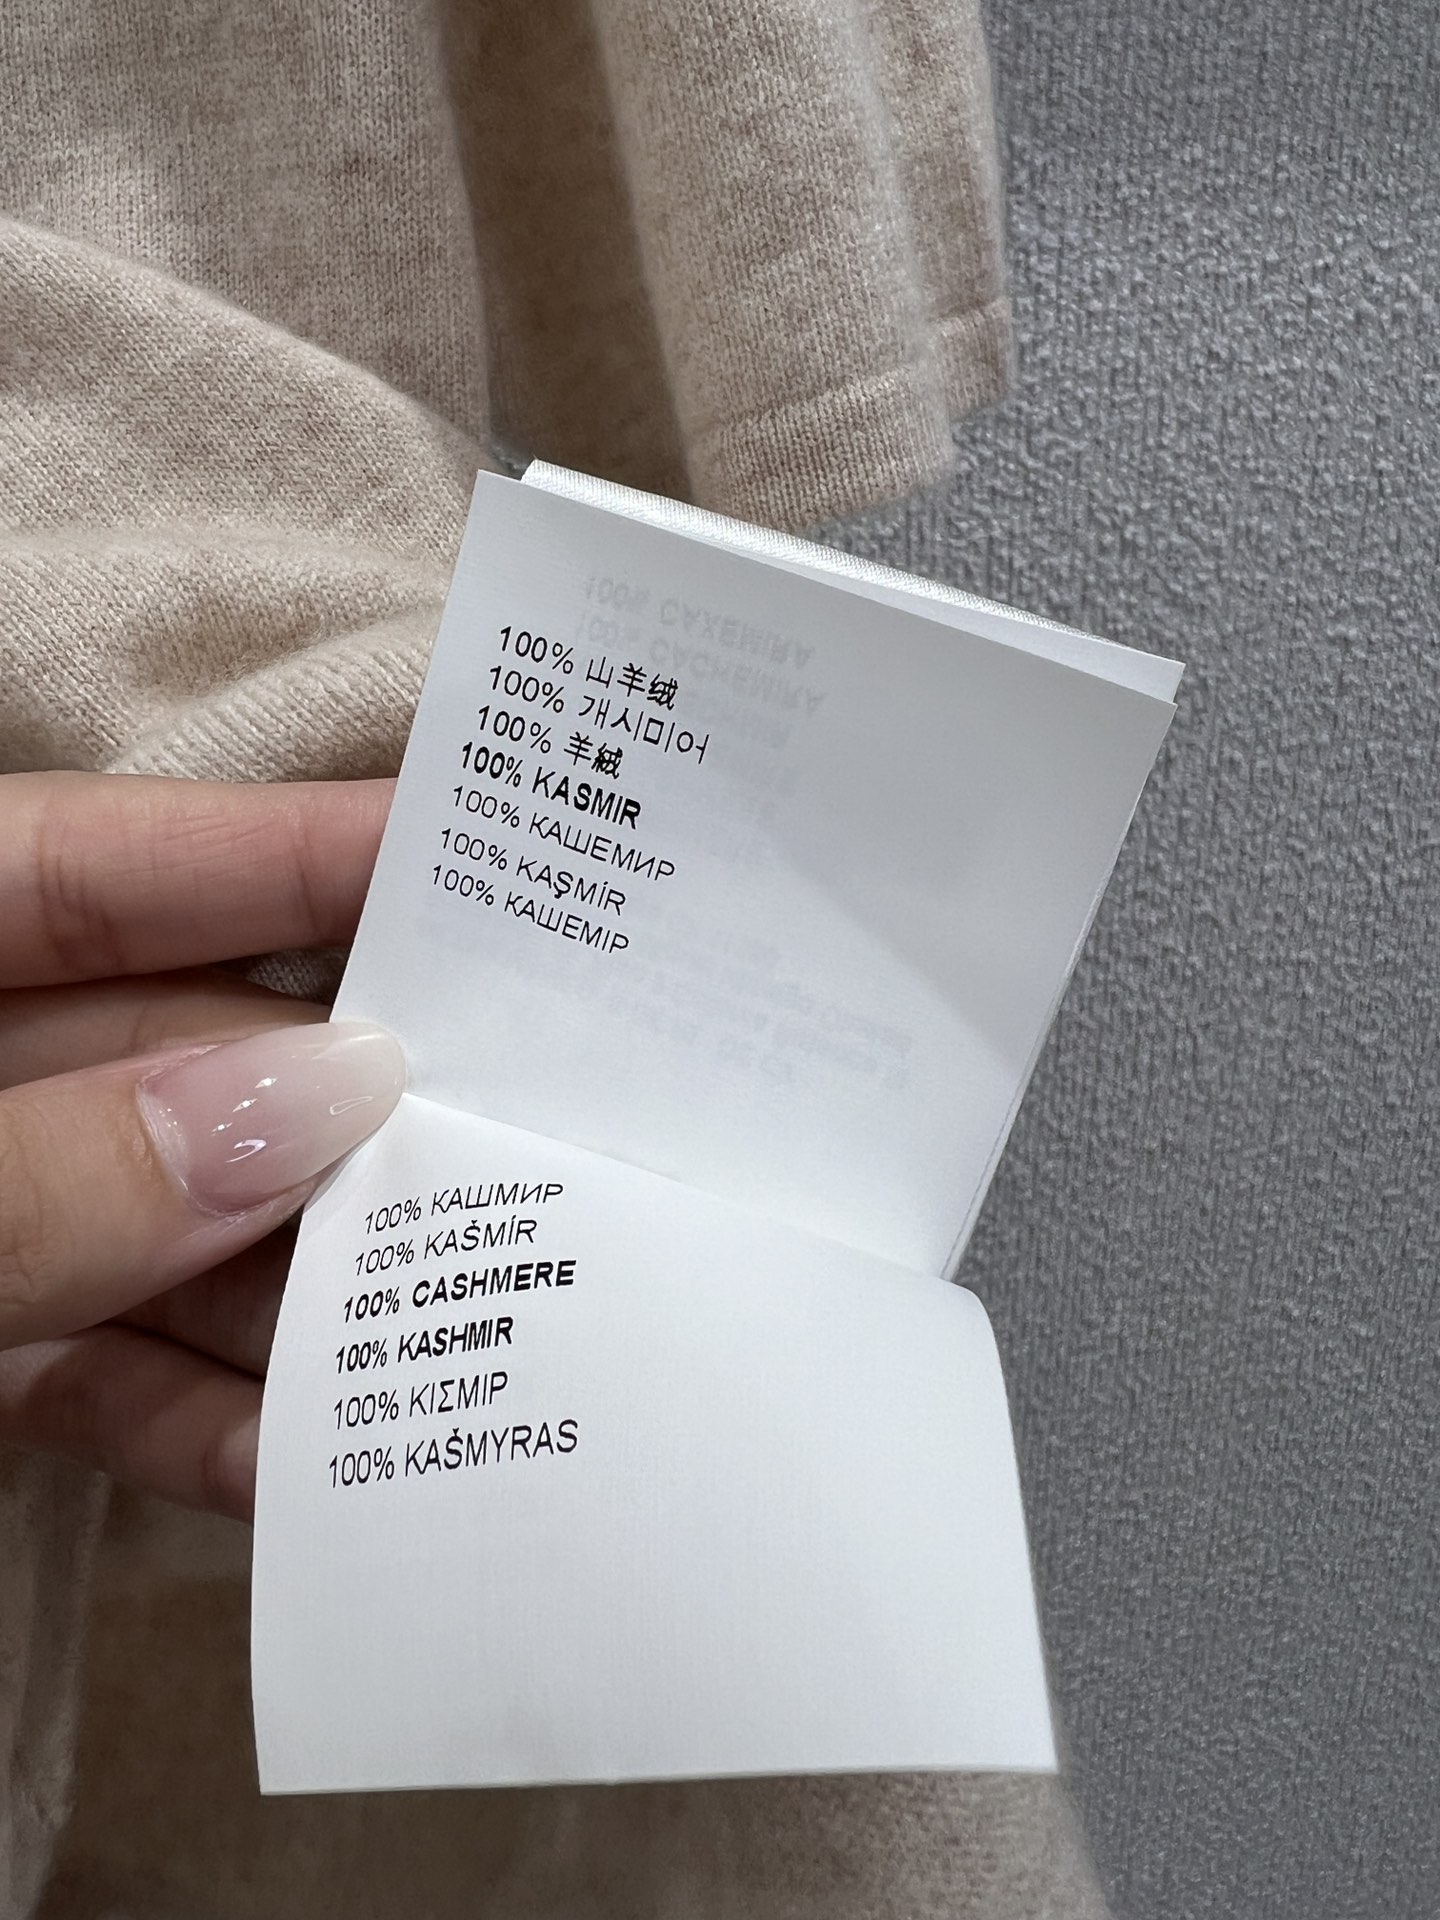 100% 山羊绒
100% 개시미어
100% 羊絨
100% KASMIR
100% КАШЕМИР
100% KAŞMİR
100% КАШЕМІР
100% КАШМИР
100% KAŠMÍR
100% CASHMERE
100% KASHMIR
100% ΚΙΣΜΙΡ
100% KAŠMYRAS